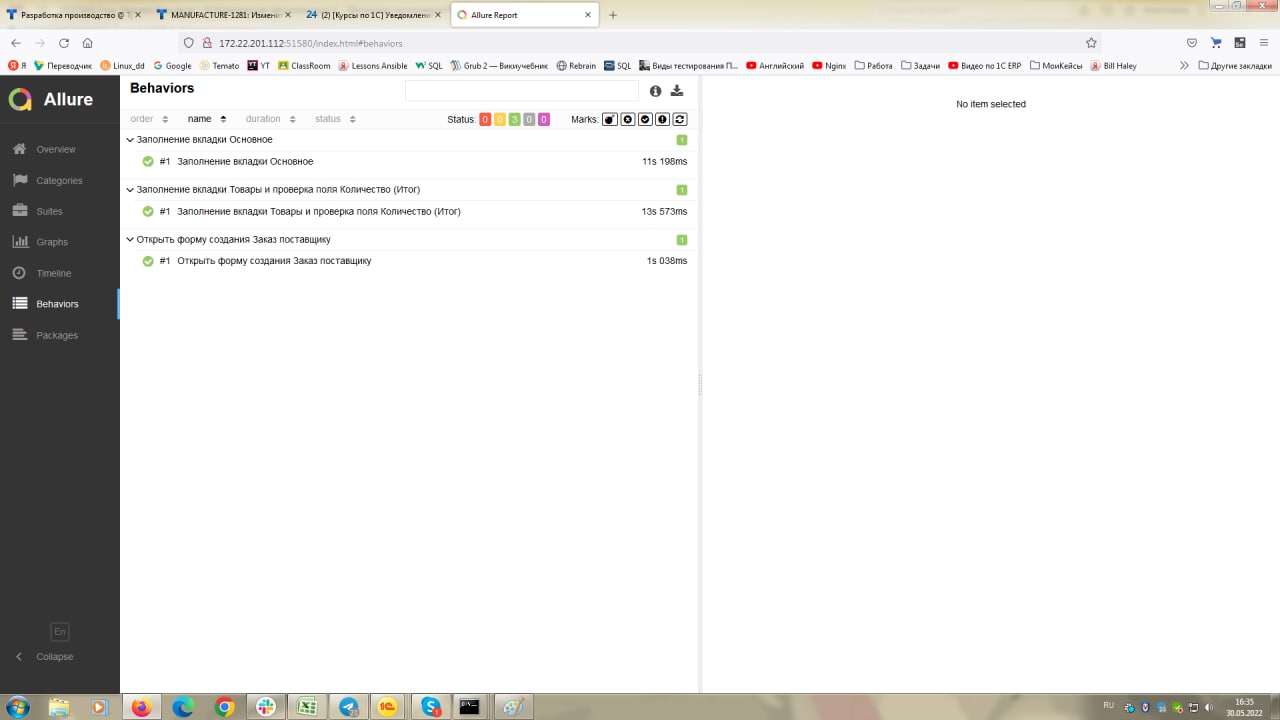 Разработка производство @ Т
MANUFACTURE-1281: Измени
24 (2) [Курсы по 1С] Уведомление
Allure Report
172.22.201.112:51580/index.html#behaviors
Я
Переводчик
Linux_dd
Google
Temato
YT YT
ClassRoom
Lessons Ansible
SQL
Grub 2 — Викиучебник
Rebrain
SQL
Виды тестирования П...
Английский
Nginx
Работа
Задачи
Видео по 1С ERP
МоиКейсы
Bill Haley
Другие закладки
Allure
Overview
Categories
Suites
Graphs
Timeline
Behaviors
Packages
En
Collapse
Behaviors
order name duration status
Status: 0 0 3 0 0 Marks:
Заполнение вкладки Основное 1
#1 Заполнение вкладки Основное 11s 198ms
Заполнение вкладки Товары и проверка поля Количество (Итог) 1
#1 Заполнение вкладки Товары и проверка поля Количество (Итог) 13s 573ms
Открыть форму создания Заказ поставщику 1
#1 Открыть форму создания Заказ поставщику 1s 038ms
No item selected
RU
16:35
30.05.2022